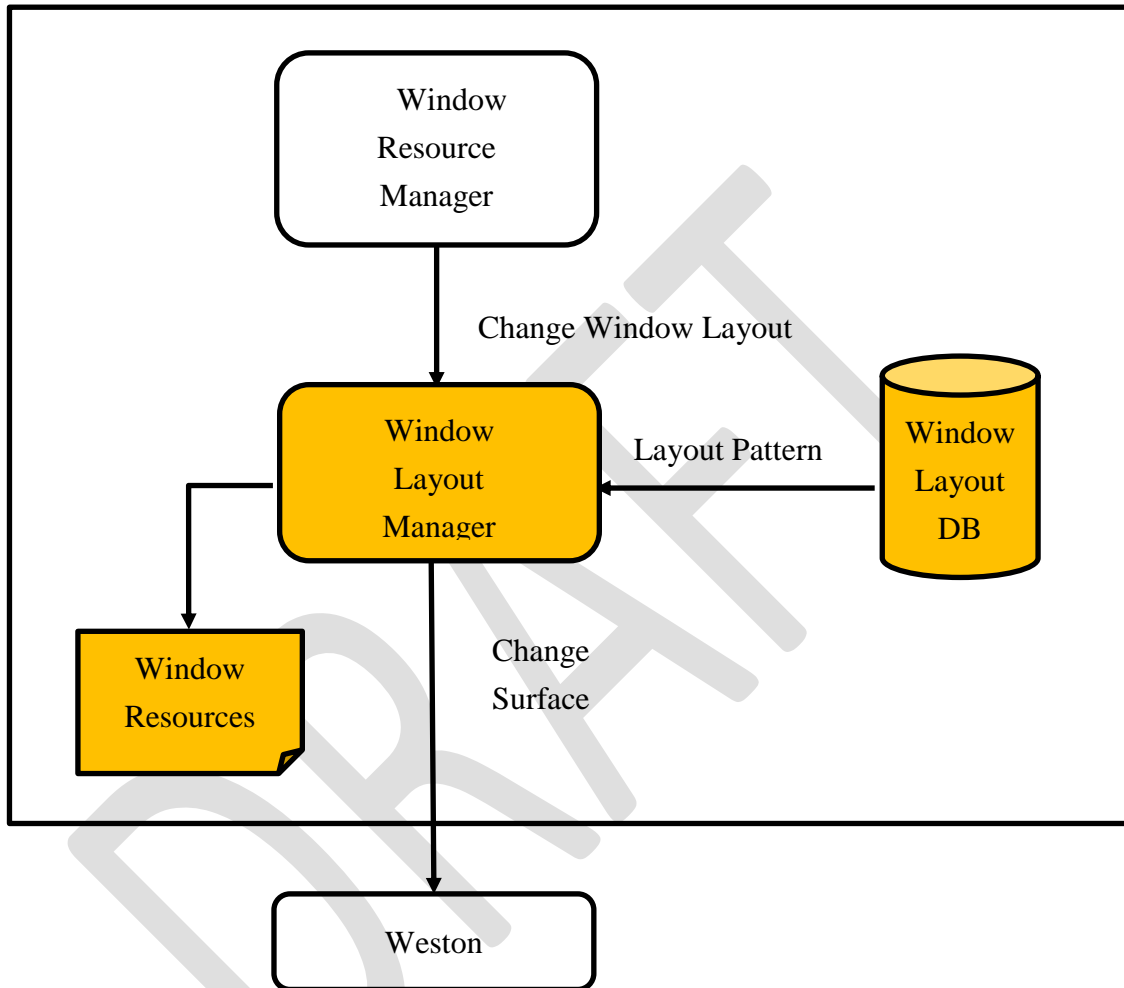 Window
Resource
Manager
Change Window Layout
Window
Layout
Manager
Layout Pattern
Window
Layout
DB
Window
Resources
Change
Surface
Weston
DRAFT